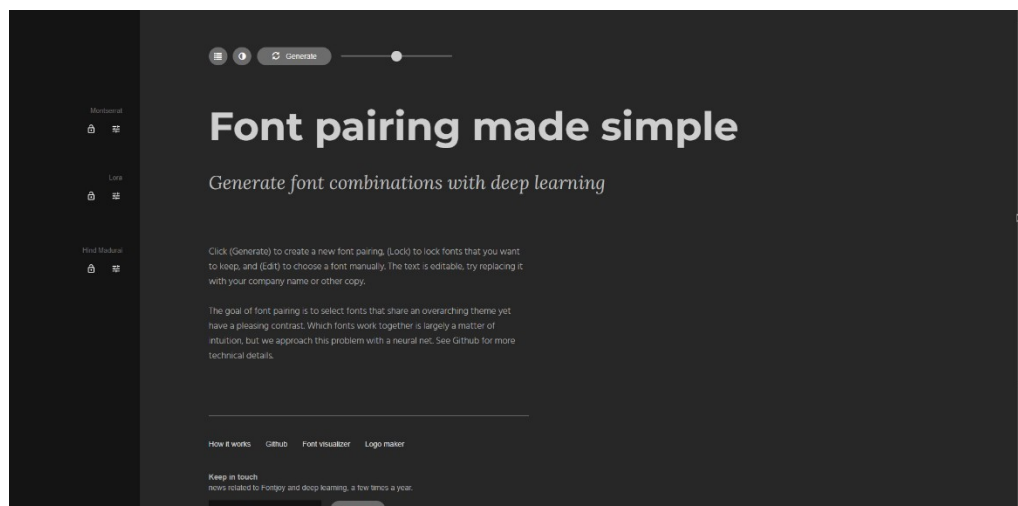 Generate
Montserrat
Font pairing made simple
Lora
Generate font combinations with deep learning
Hind Madurai
Click (Generate) to create a new font pairing, (Lock) to lock fonts that you want
to keep, and (Edit) to choose a font manually. The text is editable, try replacing it
with your company name or other copy.
The goal of font pairing is to select fonts that share an overarching theme yet
have a pleasing contrast. Which fonts work together is largely a matter of
intuition, but we approach this problem with a neural net. See Github for more
technical details.
How it works Github Font visualizer Logo maker
Keep in touch
news related to Fontjoy and deep learning, a few times a year.